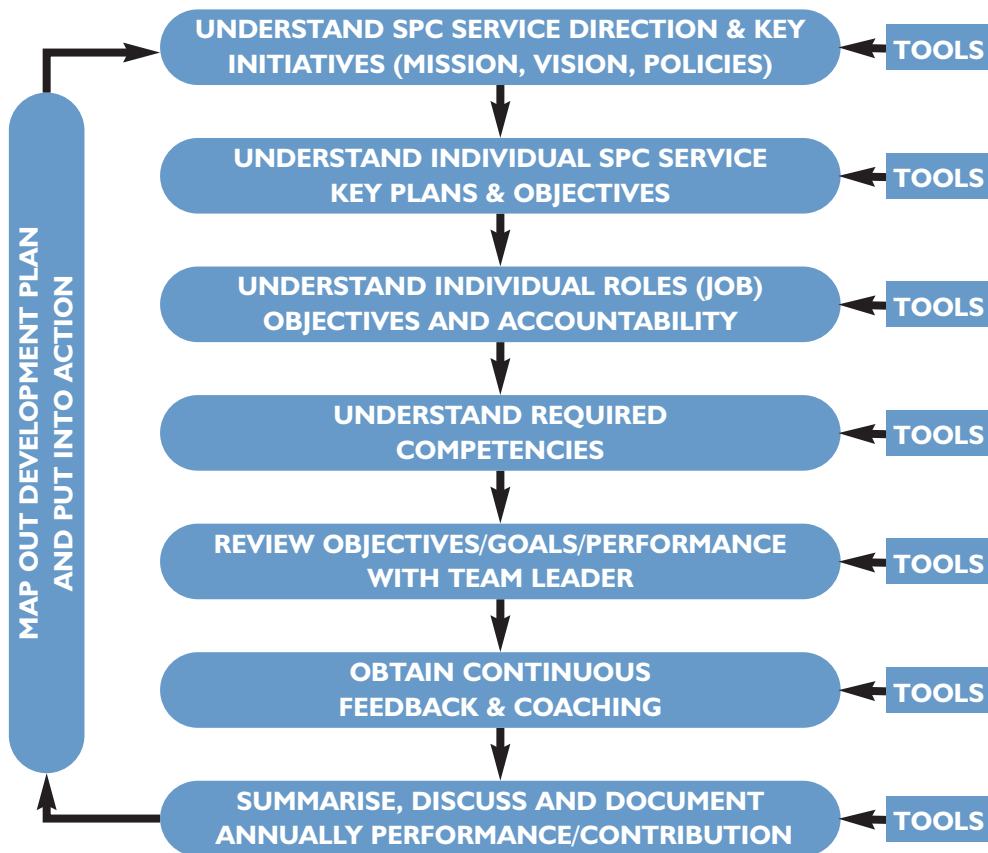 UNDERSTAND SPC SERVICE DIRECTION & KEY
INITIATIVES (MISSION, VISION, POLICIES)
TOOLS
UNDERSTAND INDIVIDUAL SPC SERVICE
KEY PLANS & OBJECTIVES
TOOLS
UNDERSTAND INDIVIDUAL ROLES (JOB)
OBJECTIVES AND ACCOUNTABILITY
TOOLS
UNDERSTAND REQUIRED
COMPETENCIES
TOOLS
REVIEW OBJECTIVES/GOALS/PERFORMANCE
WITH TEAM LEADER
TOOLS
OBTAIN CONTINUOUS
FEEDBACK & COACHING
TOOLS
SUMMARISE, DISCUSS AND DOCUMENT
ANNUALLY PERFORMANCE/CONTRIBUTION
TOOLS
MAP OUT DEVELOPMENT PLAN
AND PUT INTO ACTION